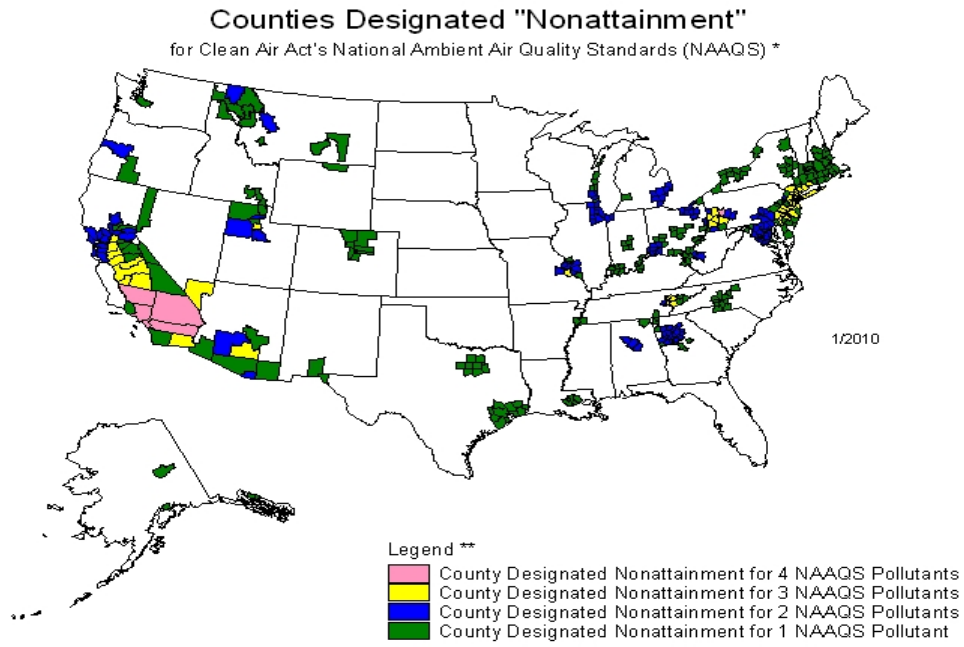 Counties Designated "Nonattainment"
for Clean Air Act's National Ambient Air Quality Standards (NAAQS) *
1/2010
Legend **
County Designated Nonattainment for 4 NAAQS Pollutants
County Designated Nonattainment for 3 NAAQS Pollutants
County Designated Nonattainment for 2 NAAQS Pollutants
County Designated Nonattainment for 1 NAAQS Pollutant